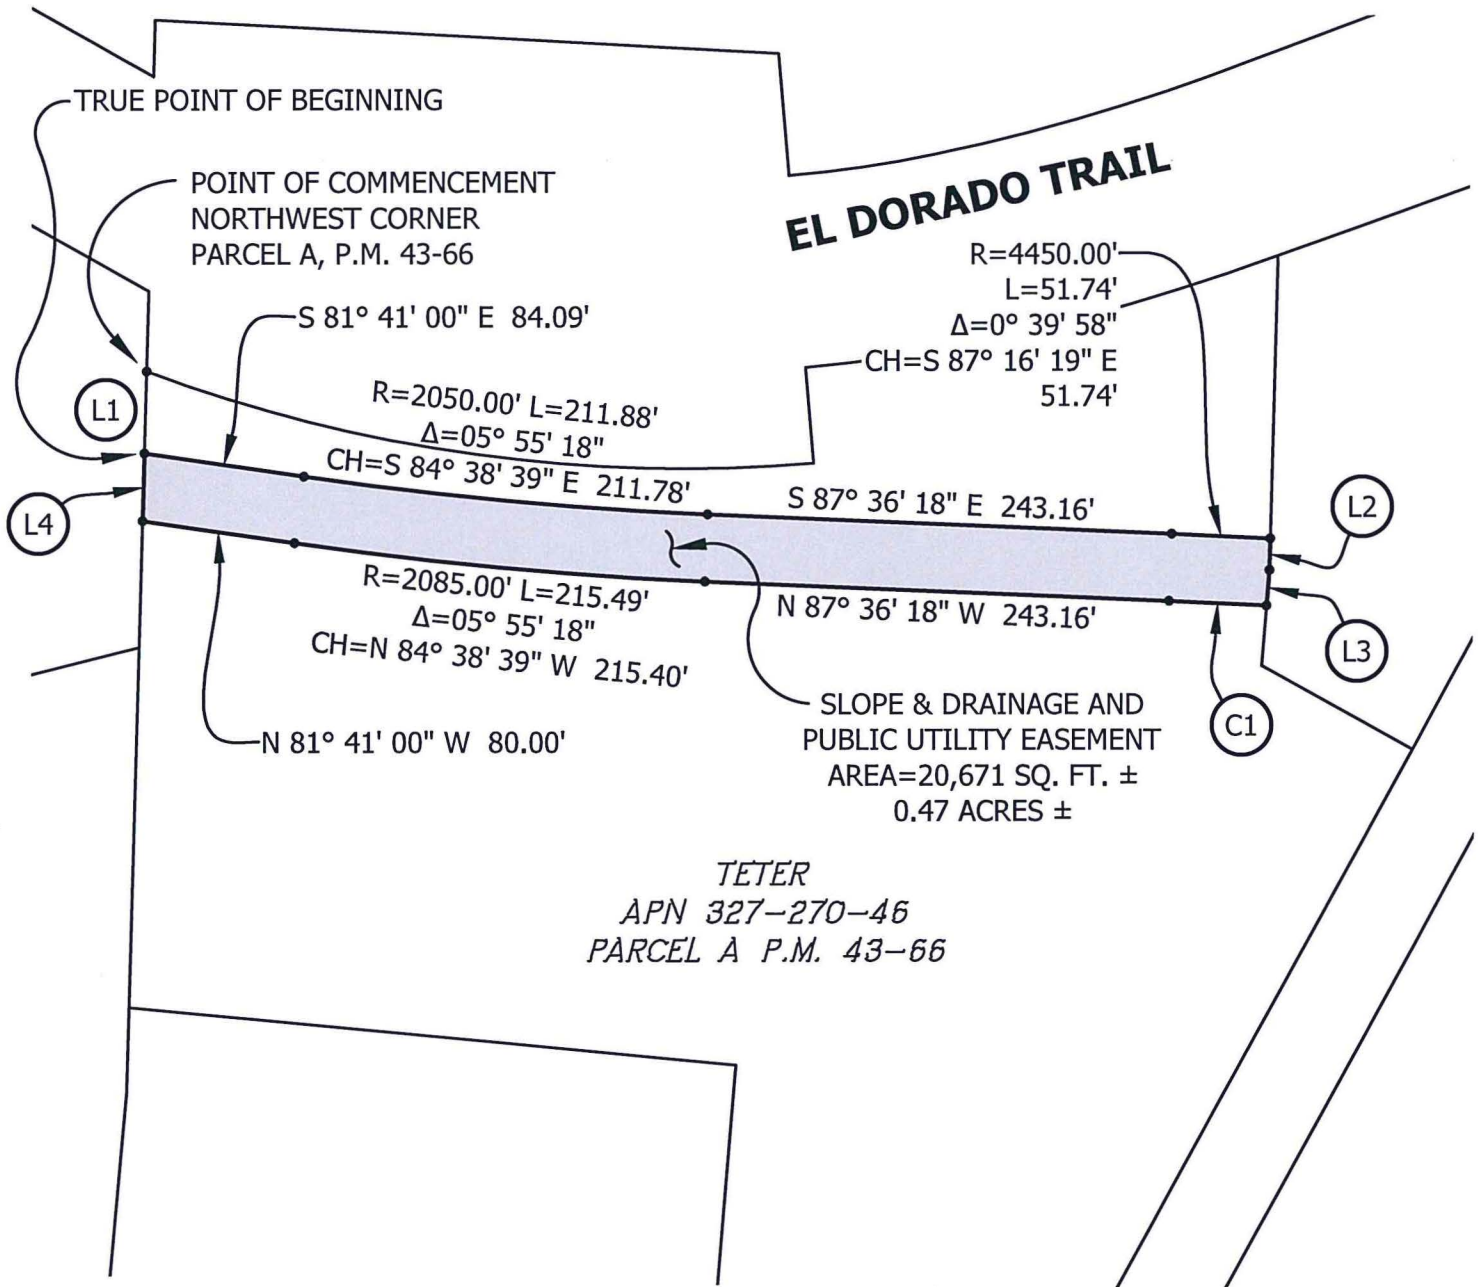 TRUE POINT OF BEGINNING
POINT OF COMMENCEMENT
NORTHWEST CORNER
PARCEL A, P.M. 43-66
EL DORADO TRAIL
R=4450.00'
L=51.74'
Δ=0° 39' 58"
CH=S 87° 16' 19" E
51.74'
S 81° 41' 00" E 84.09'
L1
R=2050.00' L=211.88'
Δ=05° 55' 18"
CH=S 84° 38' 39" E 211.78'
S 87° 36' 18" E 243.16'
L2
L4
R=2085.00' L=215.49'
Δ=05° 55' 18"
CH=N 84° 38' 39" W 215.40'
N 87° 36' 18" W 243.16'
L3
C1
N 81° 41' 00" W 80.00'
SLOPE & DRAINAGE AND
PUBLIC UTILITY EASEMENT
AREA=20,671 SQ. FT. ±
0.47 ACRES ±
TETER
APN 327-270-46
PARCEL A P.M. 43-66